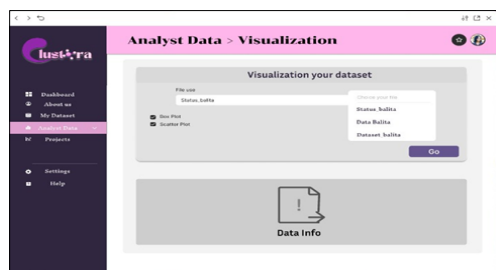 Clustera
Analyst Data > Visualization
Dashboard
About us
My Dataset
Analyst Data
Projects
Settings
Help
Visualization your dataset
File use
Status_balita
Choose your file
Status_balita
Data Balita
Dataset_balita
Box Plot
Scatter Plot
Go
Data Info